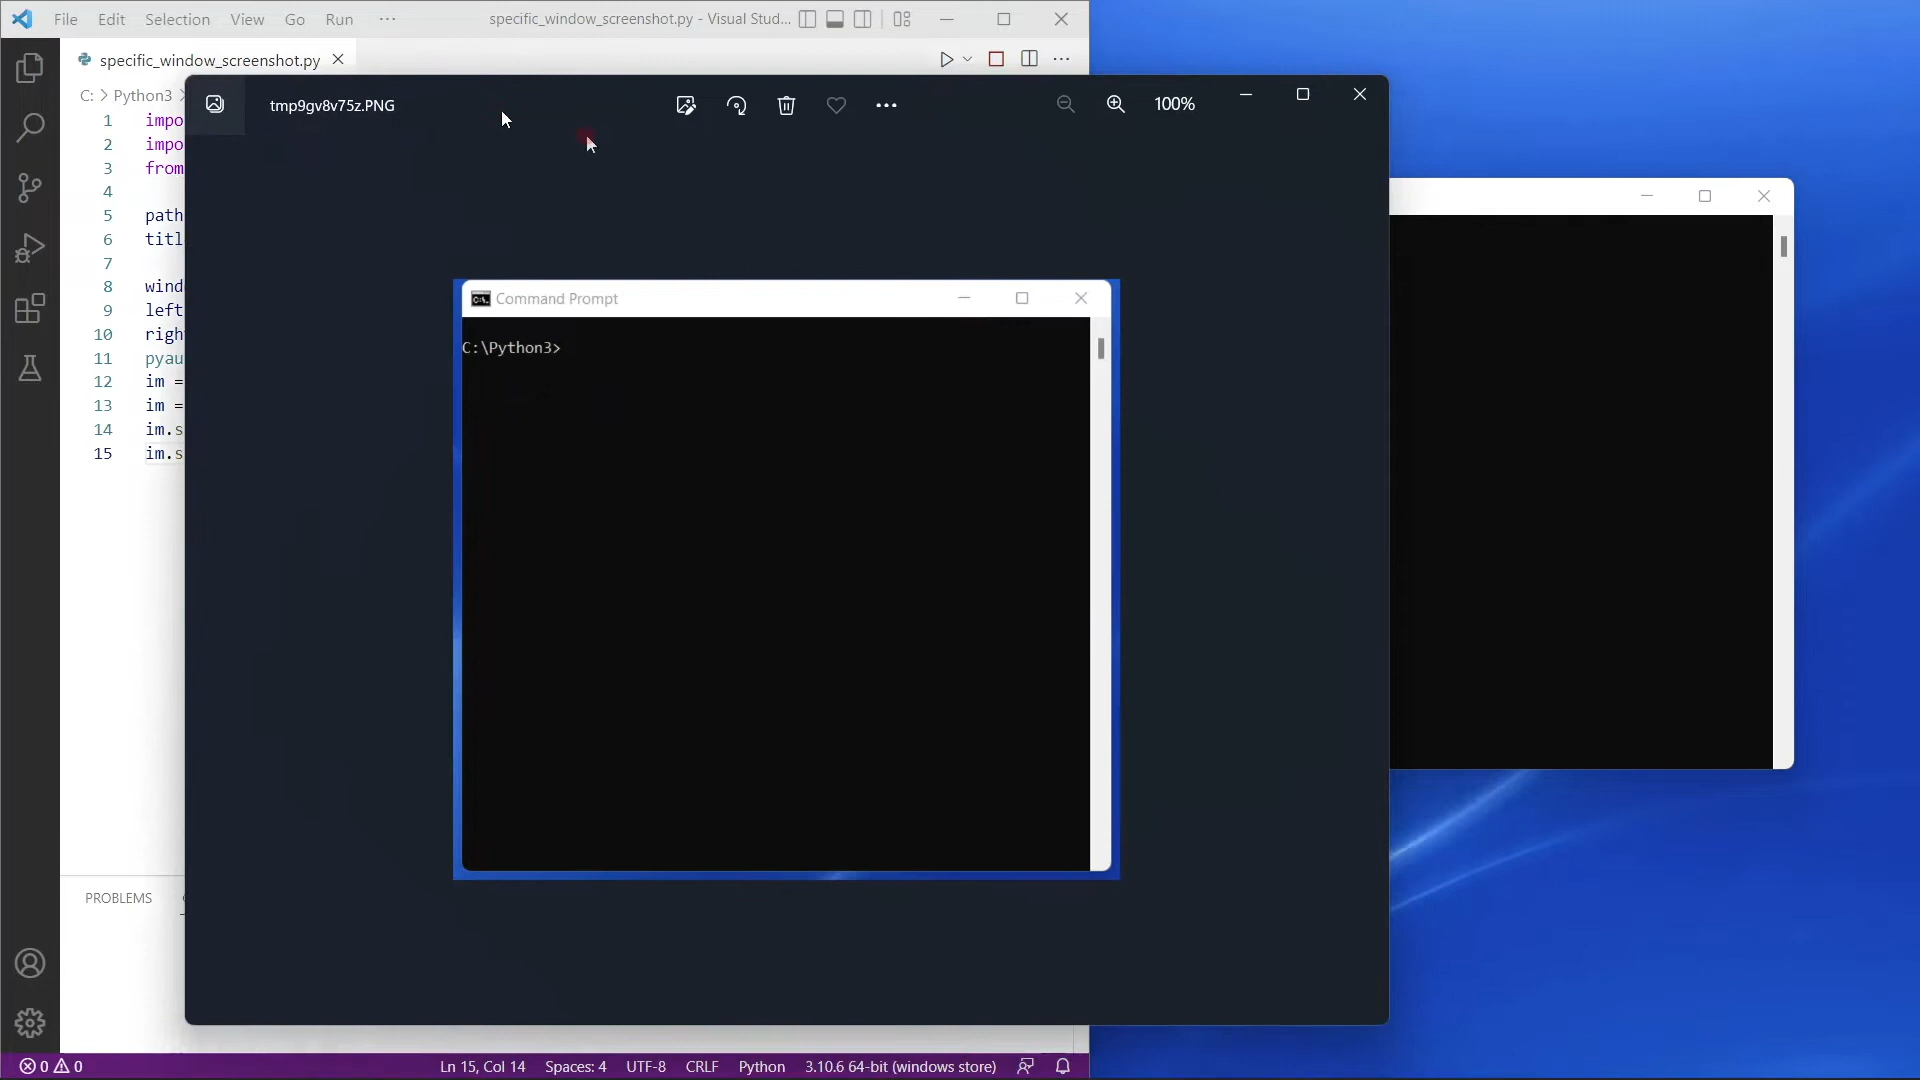 File Edit Selection View Go Run ··· specific_window_screenshot.py - Visual Stud...
specific_window_screenshot.py
C: > Python3 >
tmp9gv8v75z.PNG
100%
1 impo
2 impo
3 from
4
5 path
6 titl
7
8 wind
9 left
10 righ
11 pyau
12 im =
13 im =
14 im.s
15 im.s
Command Prompt
C:\Python3>
PROBLEMS
0 0 Ln 15, Col 14 Spaces: 4 UTF-8 CRLF Python 3.10.6 64-bit (windows store)